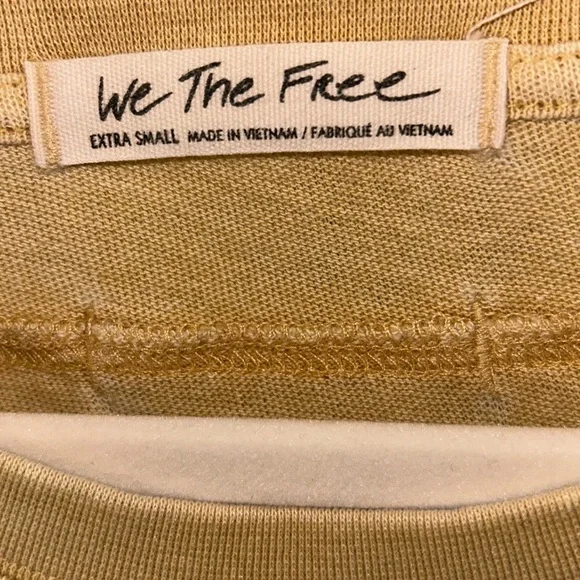 We The Free
EXTRA SMALL MADE IN VIETNAM / FABRIQUÉ AU VIETNAM